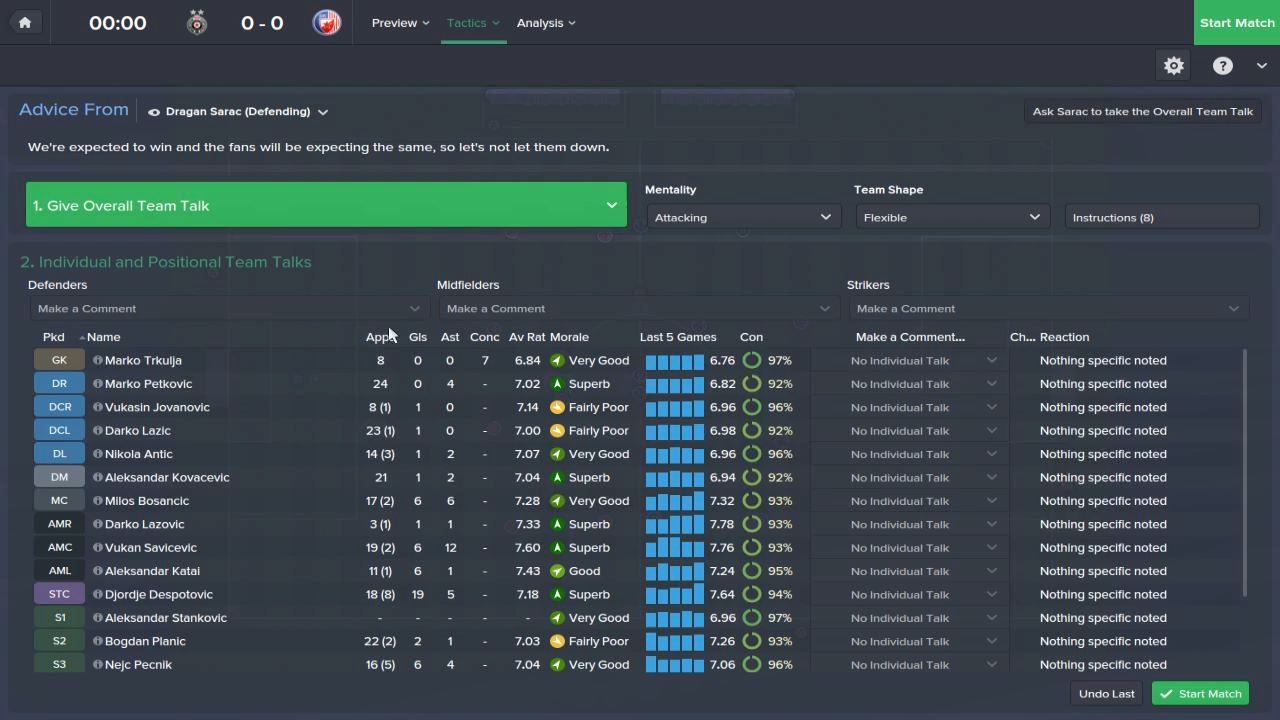 00:00 0 - 0 Preview Tactics Analysis Start Match
?
Advice From Dragan Sarac (Defending) Ask Sarac to take the Overall Team Talk
We're expected to win and the fans will be expecting the same, so let's not let them down.
Mentality Team Shape
1. Give Overall Team Talk Attacking Flexible Instructions (8)
2. Individual and Positional Team Talks
Defenders Midfielders Strikers
Make a Comment Make a Comment Make a Comment
Pkd Name Apps Gls Ast Conc Av Rat Morale Last 5 Games Con Make a Comment... Ch... Reaction
GK Marko Trkulja 8 0 0 7 6.84 Very Good 6.76 97% No Individual Talk Nothing specific noted
DR Marko Petkovic 24 0 4 - 7.02 Superb 6.82 92% No Individual Talk Nothing specific noted
DCR Vukasin Jovanovic 8 (1) 1 0 - 7.14 Fairly Poor 6.96 96% No Individual Talk Nothing specific noted
DCL Darko Lazic 23 (1) 1 0 - 7.00 Fairly Poor 6.98 92% No Individual Talk Nothing specific noted
DL Nikola Antic 14 (3) 1 2 - 7.07 Very Good 6.96 96% No Individual Talk Nothing specific noted
DM Aleksandar Kovacevic 21 1 2 - 7.04 Superb 6.94 92% No Individual Talk Nothing specific noted
MC Milos Bosancic 17 (2) 6 6 - 7.28 Very Good 7.32 93% No Individual Talk Nothing specific noted
AMR Darko Lazovic 3 (1) 1 1 - 7.33 Superb 7.78 93% No Individual Talk Nothing specific noted
AMC Vukan Savicevic 19 (2) 6 12 - 7.60 Superb 7.76 93% No Individual Talk Nothing specific noted
AML Aleksandar Katai 11 (1) 6 1 - 7.43 Good 7.24 95% No Individual Talk Nothing specific noted
STC Djordje Despotovic 18 (8) 19 5 - 7.18 Superb 7.64 94% No Individual Talk Nothing specific noted
S1 Aleksandar Stankovic - - - - - Very Good 6.96 97% No Individual Talk Nothing specific noted
S2 Bogdan Planic 22 (2) 2 1 - 7.03 Fairly Poor 7.26 93% No Individual Talk Nothing specific noted
S3 Nejc Pecnik 16 (5) 6 4 - 7.04 Very Good 7.06 96% No Individual Talk Nothing specific noted
Undo Last Start Match